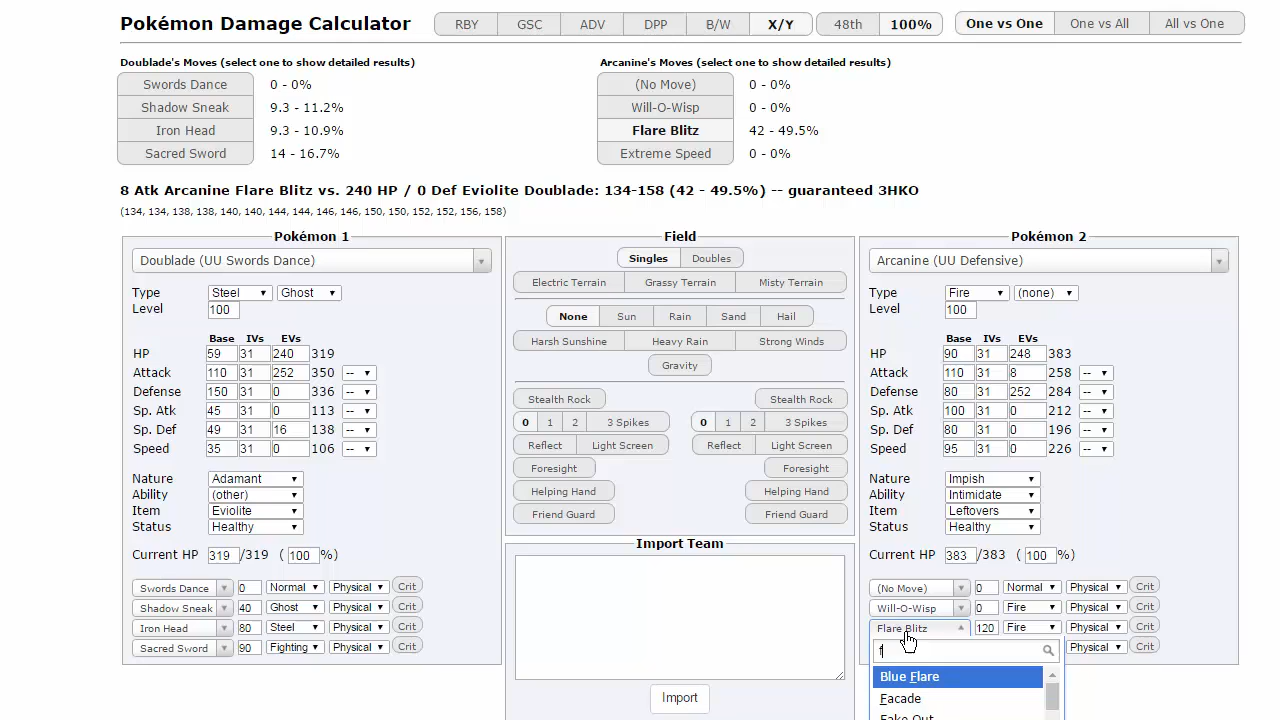 Pokémon Damage Calculator RBY GSC ADV DPP B/W X/Y 48th 100% One vs One One vs All All vs One
Doublade's Moves (select one to show detailed results) Arcanine's Moves (select one to show detailed results)
Swords Dance 0 - 0% (No Move) 0 - 0%
Shadow Sneak 9.3 - 11.2% Will-O-Wisp 0 - 0%
Iron Head 9.3 - 10.9% Flare Blitz 42 - 49.5%
Sacred Sword 14 - 16.7% Extreme Speed 0 - 0%
8 Atk Arcanine Flare Blitz vs. 240 HP / 0 Def Eviolite Doublade: 134-158 (42 - 49.5%) -- guaranteed 3HKO
(134, 134, 138, 138, 140, 140, 144, 144, 146, 146, 150, 150, 152, 152, 156, 158)
Pokémon 1
Doublade (UU Swords Dance)
Type Steel Ghost
Level 100
Base IVs EVs
HP 59 31 240 319
Attack 110 31 252 350 --
Defense 150 31 0 336 --
Sp. Atk 45 31 0 113 --
Sp. Def 49 31 16 138 --
Speed 35 31 0 106 --
Nature Adamant
Ability (other)
Item Eviolite
Status Healthy
Current HP 319 /319 ( 100 %)
Swords Dance 0 Normal Physical Crit
Shadow Sneak 40 Ghost Physical Crit
Iron Head 80 Steel Physical Crit
Sacred Sword 90 Fighting Physical Crit
Field
Singles Doubles
Electric Terrain Grassy Terrain Misty Terrain
None Sun Rain Sand Hail
Harsh Sunshine Heavy Rain Strong Winds
Gravity
Stealth Rock Stealth Rock
0 1 2 3 Spikes 0 1 2 3 Spikes
Reflect Light Screen Reflect Light Screen
Foresight Foresight
Helping Hand Helping Hand
Friend Guard Friend Guard
Import Team
Import
Pokémon 2
Arcanine (UU Defensive)
Type Fire (none)
Level 100
Base IVs EVs
HP 90 31 248 383
Attack 110 31 8 258 --
Defense 80 31 252 284 --
Sp. Atk 100 31 0 212 --
Sp. Def 80 31 0 196 --
Speed 95 31 0 226 --
Nature Impish
Ability Intimidate
Item Leftovers
Status Healthy
Current HP 383 /383 ( 100 %)
(No Move) 0 Normal Physical Crit
Will-O-Wisp 0 Fire Physical Crit
Flare Blitz 120 Fire Physical Crit
f Physical Crit
Blue Flare
Facade
Fake Out